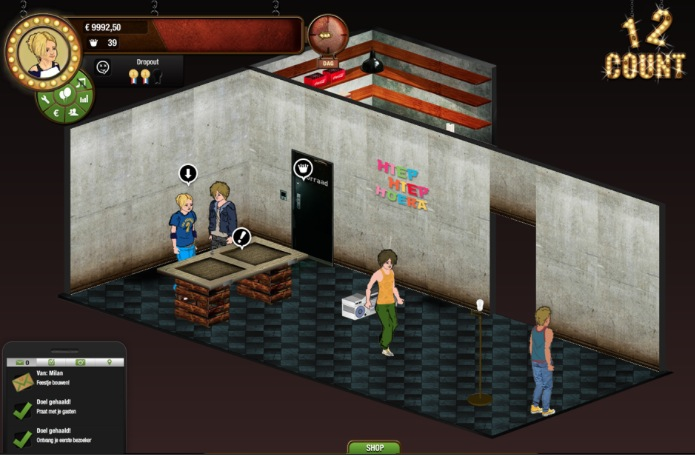 € 9992,50
39
Dropout
DAG
12
COUNT
HIEP
HIEP
HOERA
!
€
8
Van: Milan
Feestje bouwen!
Doel gehaald!
Praat met je gasten
Doel gehaald!
Ontvang je eerste bezoeker
SHOP